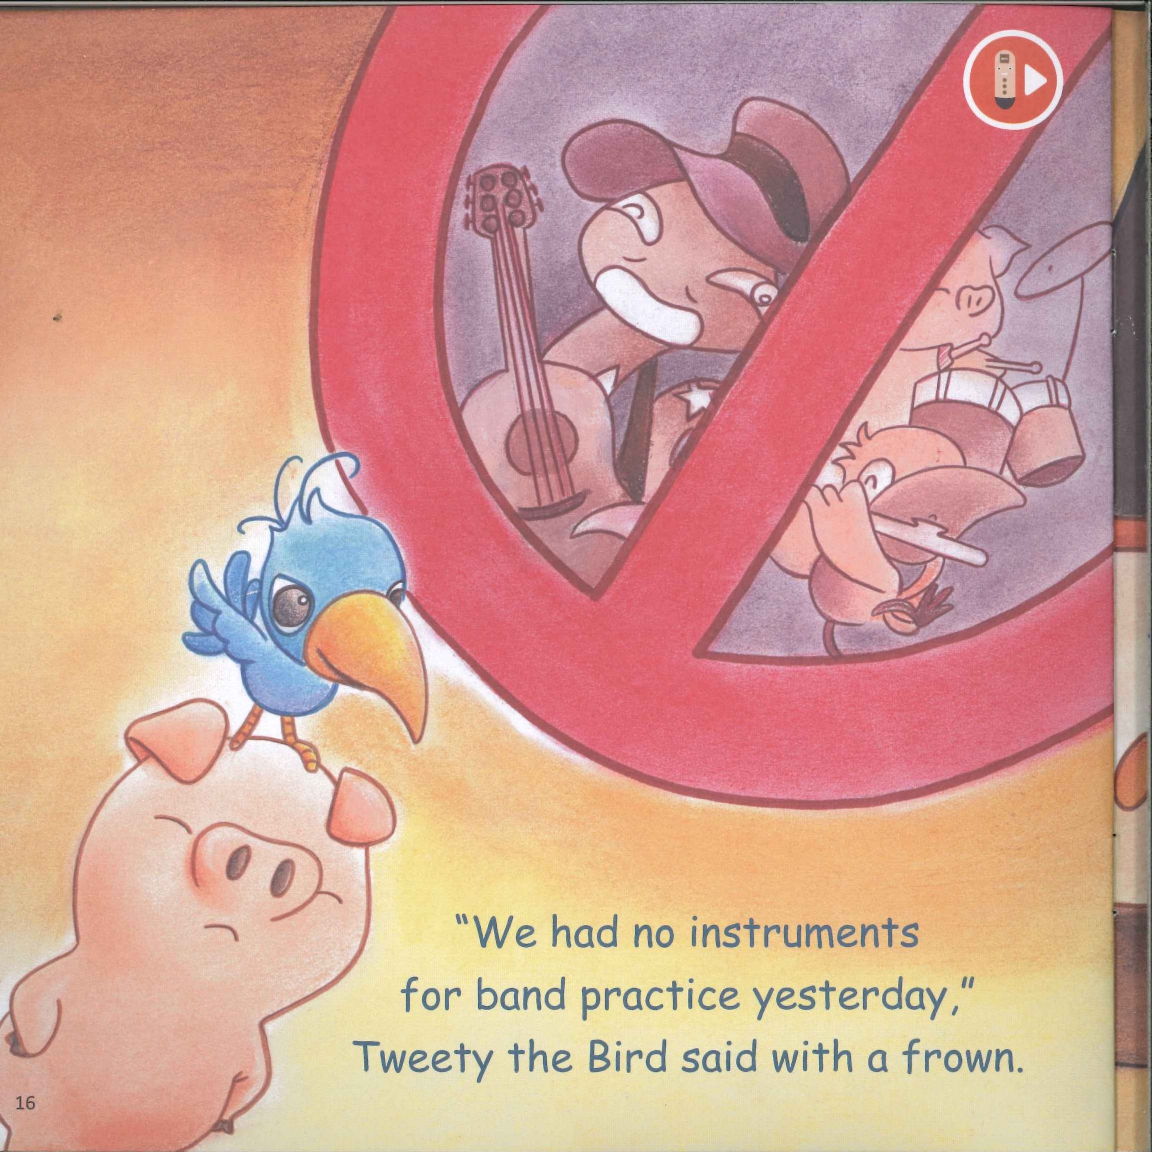 “We had no instruments
for band practice yesterday,”
Tweety the Bird said with a frown.
16